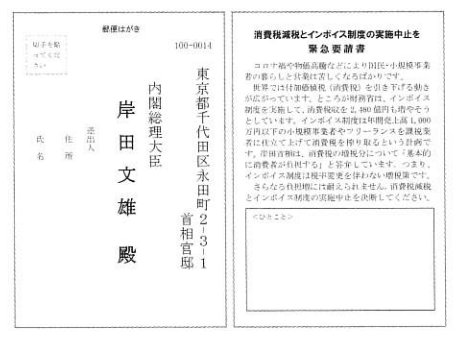 郵便はがき
切手を貼
ってくだ
さい
100-0014
東京都千代田区永田町2-3-1
首相官邸
内閣総理大臣
岸田文雄 殿
差出人
住所
氏名
消費税減税とインボイス制度の実施中止を
緊急要請書
コロナ禍や物価高騰などにより国民・小規模事業
者の暮らしと営業は苦しくなるばかりです。
世界では付加価値税（消費税）を引き下げる動き
が広がっています。ところが財務省は、インボイス
制度を実施して、消費税収を2,480億円も増やそう
としています。インボイス制度は年間売上高1,000
万円以下の小規模事業者やフリーランスを課税業
者に仕立て上げて消費税を搾り取るという計画で
す。岸田首相は、消費税の増税分について「基本的
に消費者が負担する」と答弁しています。つまり、
インボイス制度は税率変更を伴わない増税策です。
さらなる負担増には耐えられません。消費税減税
とインボイス制度の実施中止を決断してください。
＜ひとこと＞